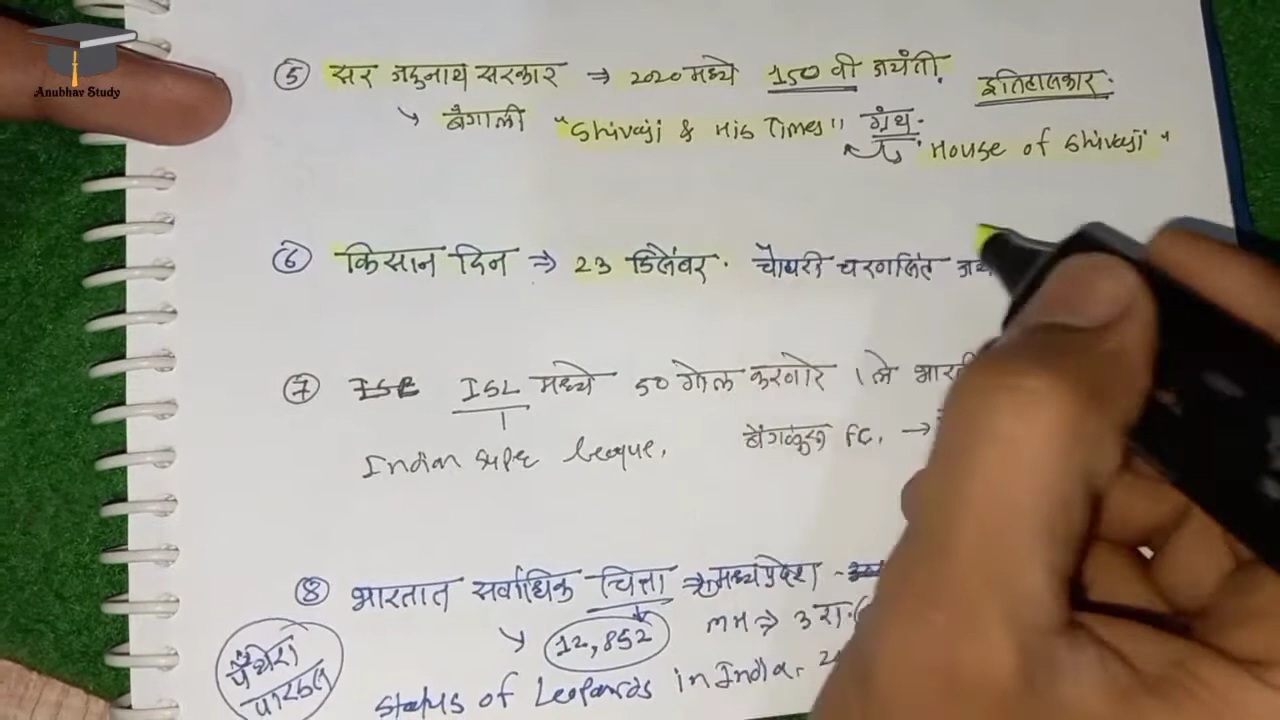 Anubhav Study
⑤ सर जदुनाथ सरकार ⇒ 2020 मध्ये 150 वी जयंती. इतिहासकार.
↳ बंगाली "Shivaji & His Times" ग्रंथ.
"House of Shivaji"
⑥ किसान दिन ⇒ 23 डिसेंबर. चौधरी चरणसिंह
⑦ ISL मध्ये 50 गोल करणारे 1ले
Indian Super League. बेंगळुरू FC. →
⑧ भारतात सर्वाधिक चित्ता ⇒ मध्यप्रदेश -
↳ 12,852 MH ⇒ 3 रा.
Status of Leopards in India.